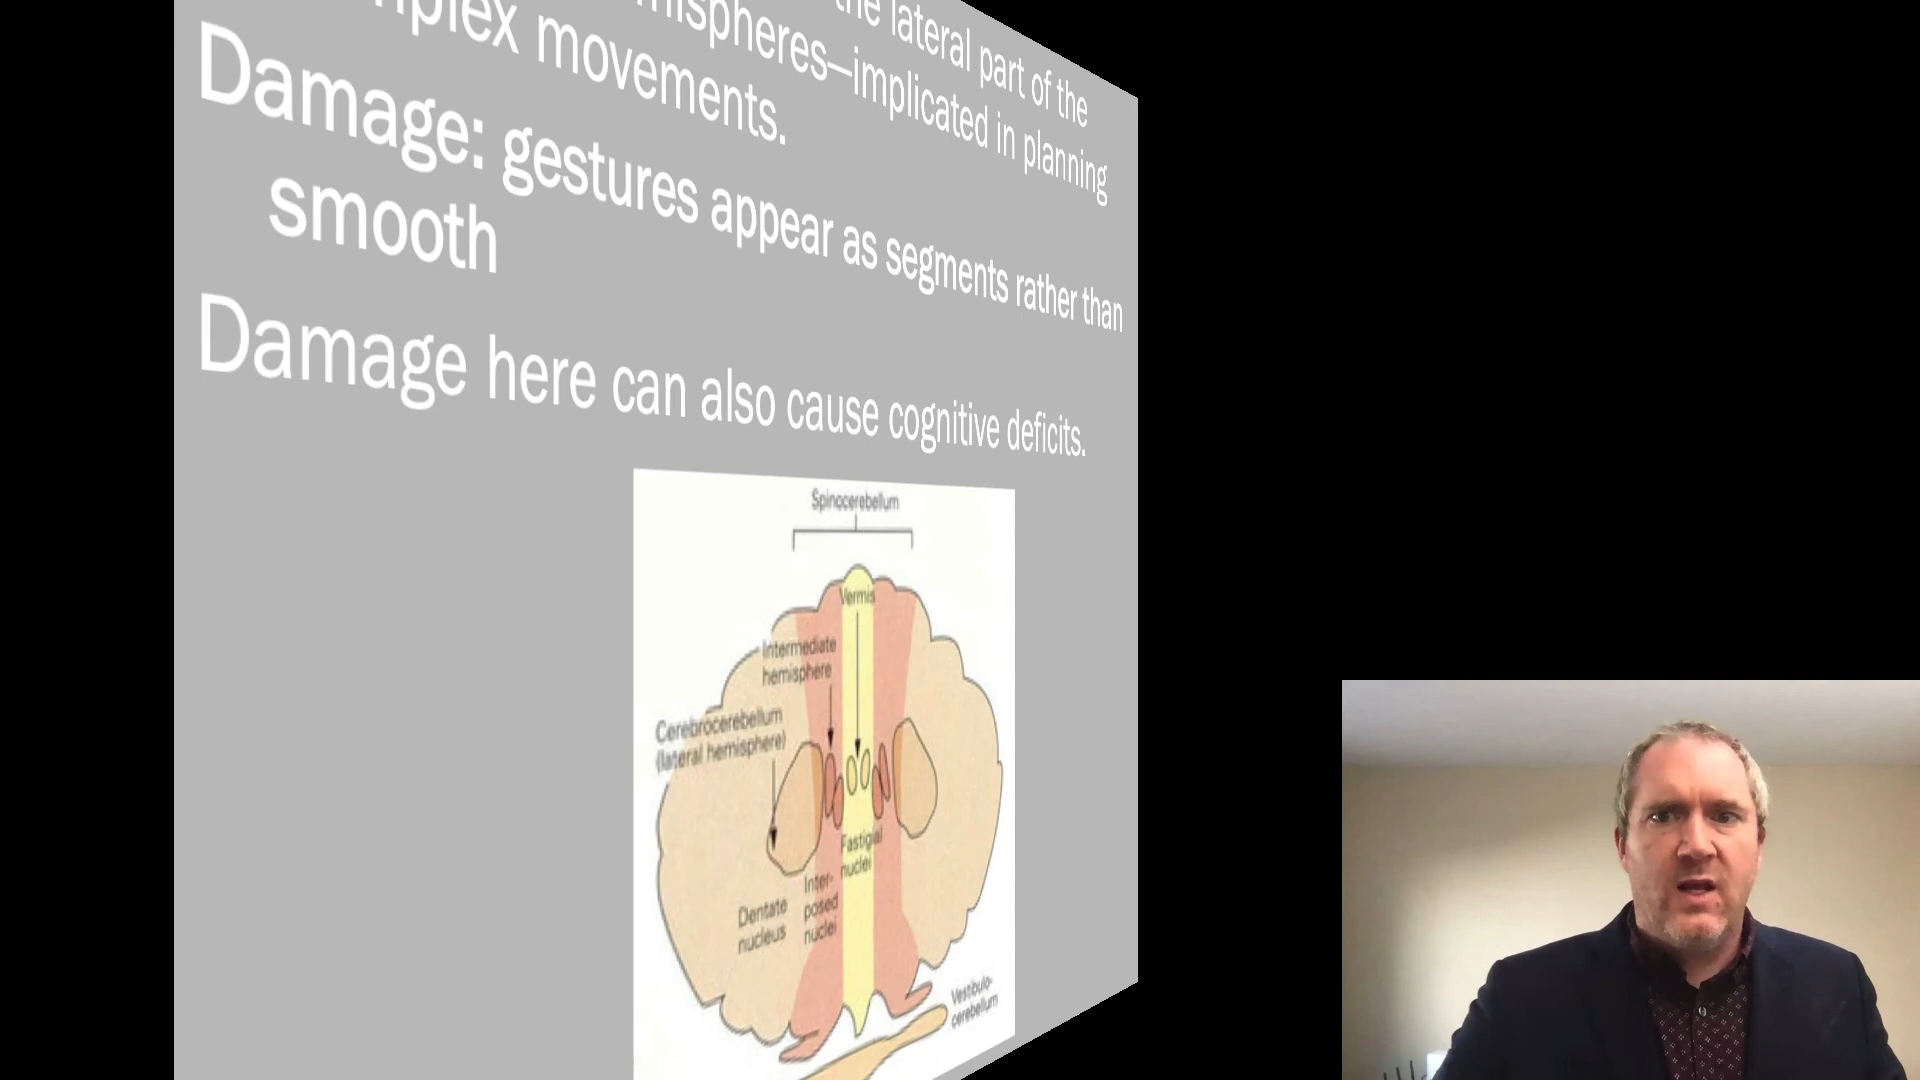 the lateral part of the
hemispheres—implicated in planning
complex movements.
Damage: gestures appear as segments rather than
smooth
Damage here can also cause cognitive deficits.
Spinocerebellum
Vermis
Intermediate
hemisphere
Cerebrocerebellum
(lateral hemisphere)
Fastigial
nuclei
Inter-
posed
nuclei
Dentate
nucleus
Vestibulo-
cerebellum